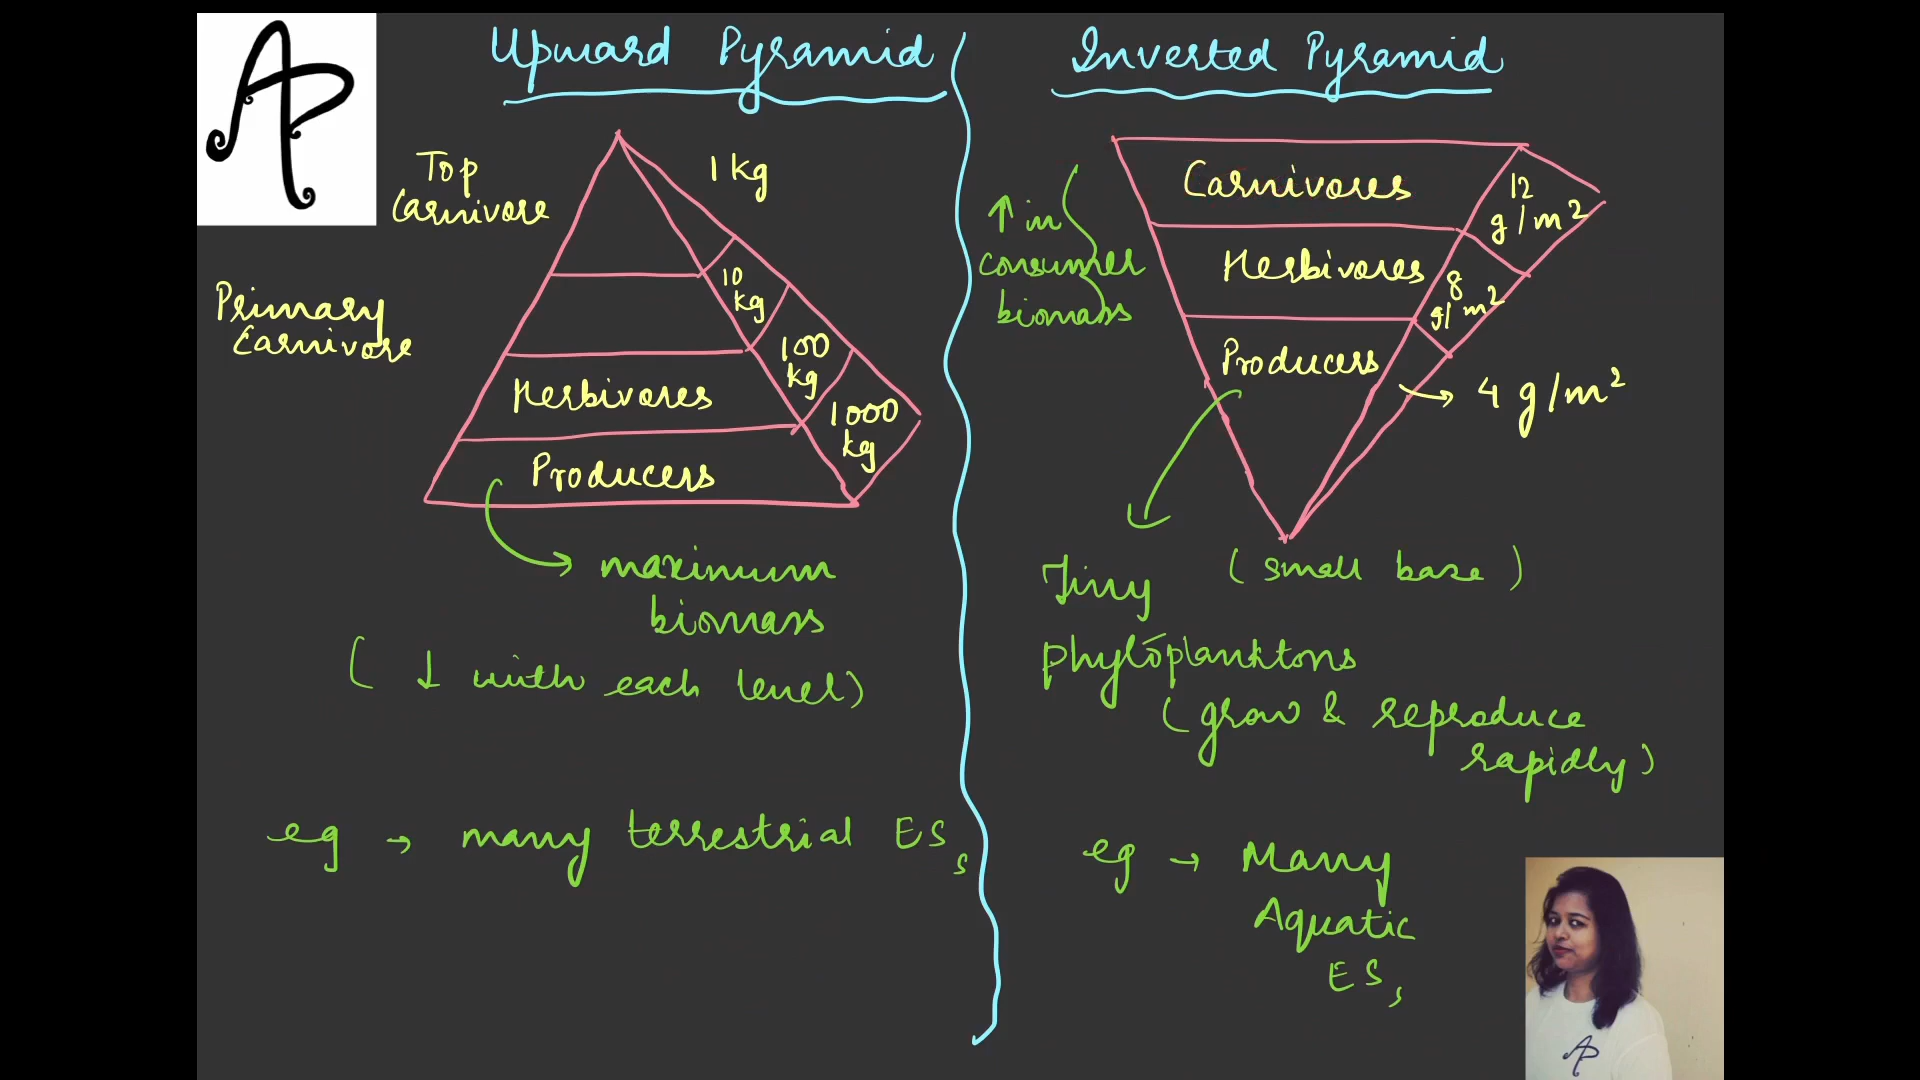 AP
Upward Pyramid
Top
Carnivore
1 kg
Primary
Carnivore
10
kg
100
kg
Herbivores
1000
kg
Producers
maximum
biomass
( ↓ with each level)
eg → many terrestrial ESs
Inverted Pyramid
Carnivores
12
g/m²
↑ in
consumer
biomass
Herbivores
8
g/m²
Producers
→ 4 g/m²
(small base)
Tiny
phytoplanktons
(grow & reproduce
rapidly)
eg → Many
Aquatic
ESs
AP